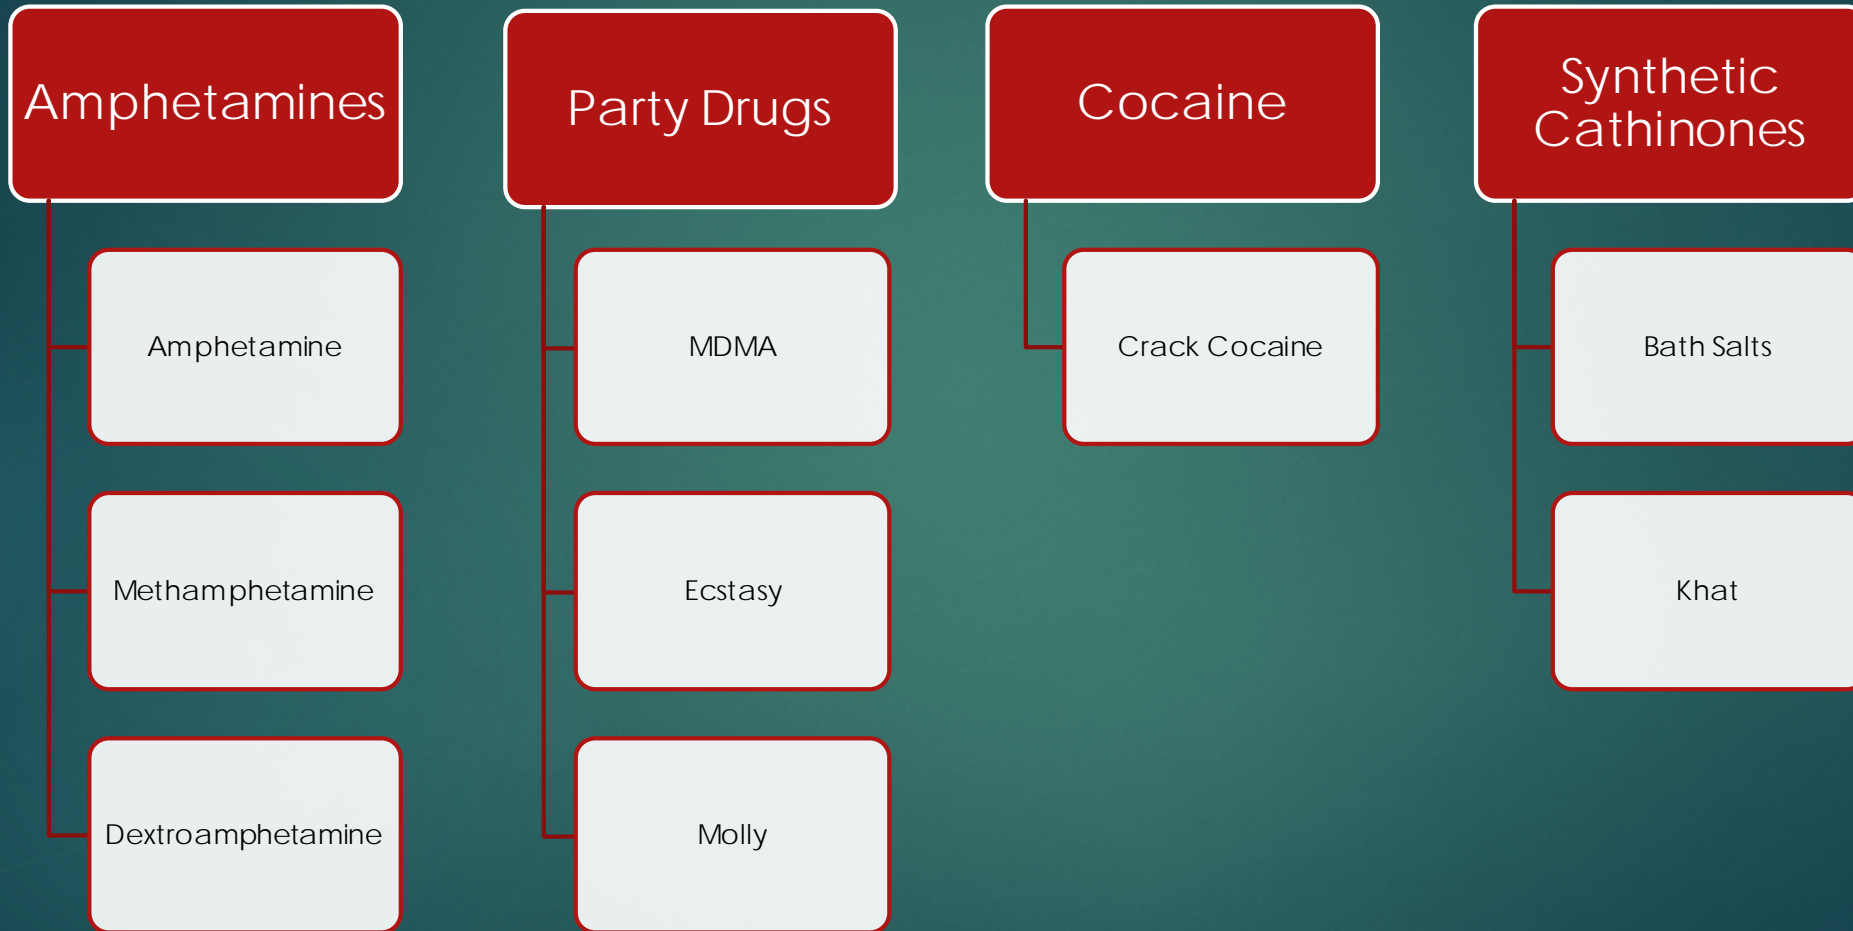 Amphetamines
Amphetamine
Methamphetamine
Dextroamphetamine
Party Drugs
MDMA
Ecstasy
Molly
Cocaine
Crack Cocaine
Synthetic
Cathinones
Bath Salts
Khat